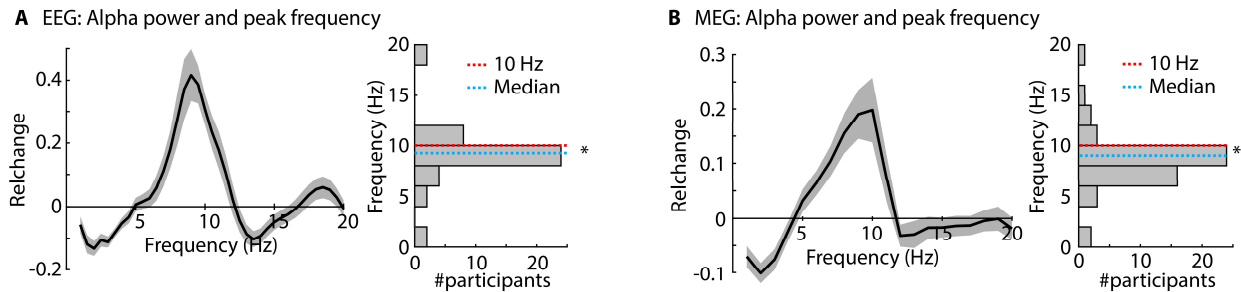 A EEG: Alpha power and peak frequency
0.4
0.2
0
-0.2
Relchange
5
10
15
20
Frequency (Hz)
20
15
10
5
0
Frequency (Hz)
10 Hz
Median
*
0
10
20
#participants
B MEG: Alpha power and peak frequency
0.3
0.2
0.1
0
-0.1
Relchange
5
10
15
20
Frequency (Hz)
20
15
10
5
0
Frequency (Hz)
10 Hz
Median
*
0
10
20
#participants